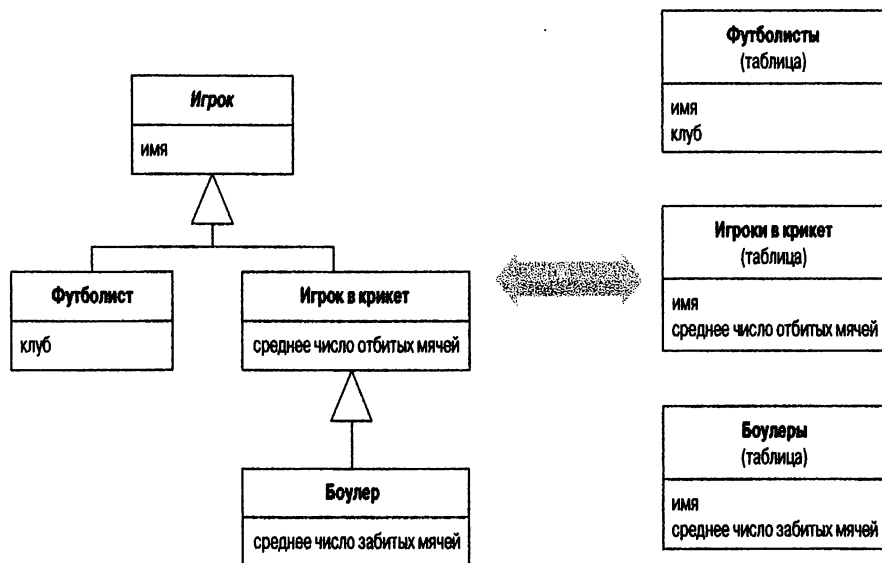 Игрок
имя
Футболист
клуб
Игрок в крикет
среднее число отбитых мячей
Боулер
среднее число забитых мячей
Футболисты
(таблица)
имя
клуб
Игроки в крикет
(таблица)
имя
среднее число отбитых мячей
Боулеры
(таблица)
имя
среднее число забитых мячей